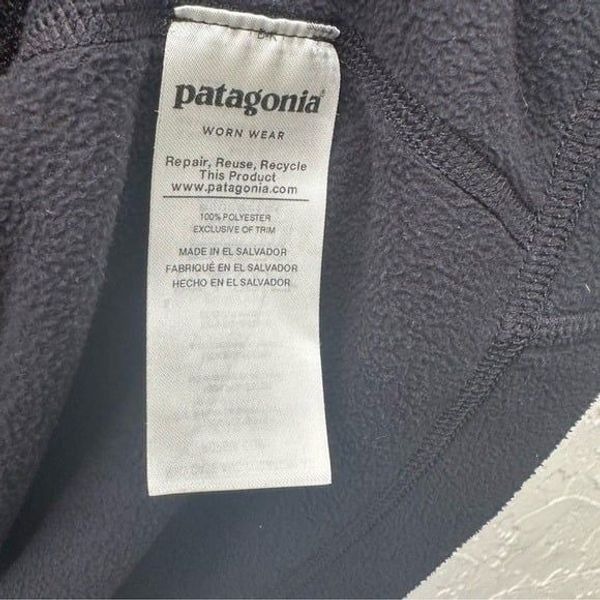 patagonia®
WORN WEAR
Repair, Reuse, Recycle
This Product
www.patagonia.com
100% POLYESTER
EXCLUSIVE OF TRIM
MADE IN EL SALVADOR
FABRIQUÉ EN EL SALVADOR
HECHO EN EL SALVADOR